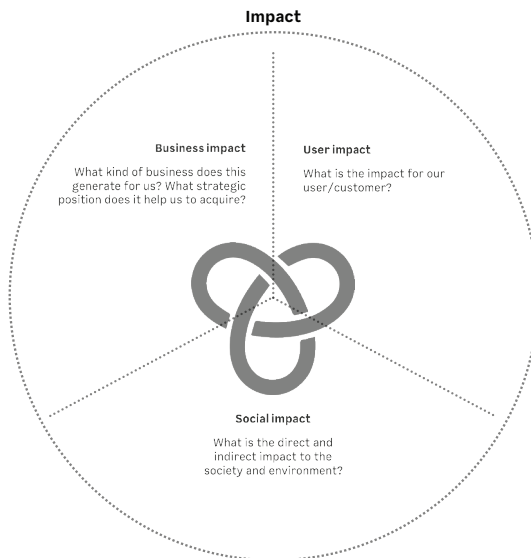 Impact
Business impact
What kind of business does this
generate for us? What strategic
position does it help us to acquire?
User impact
What is the impact for our
user/customer?
Social impact
What is the direct and
indirect impact to the
society and environment?